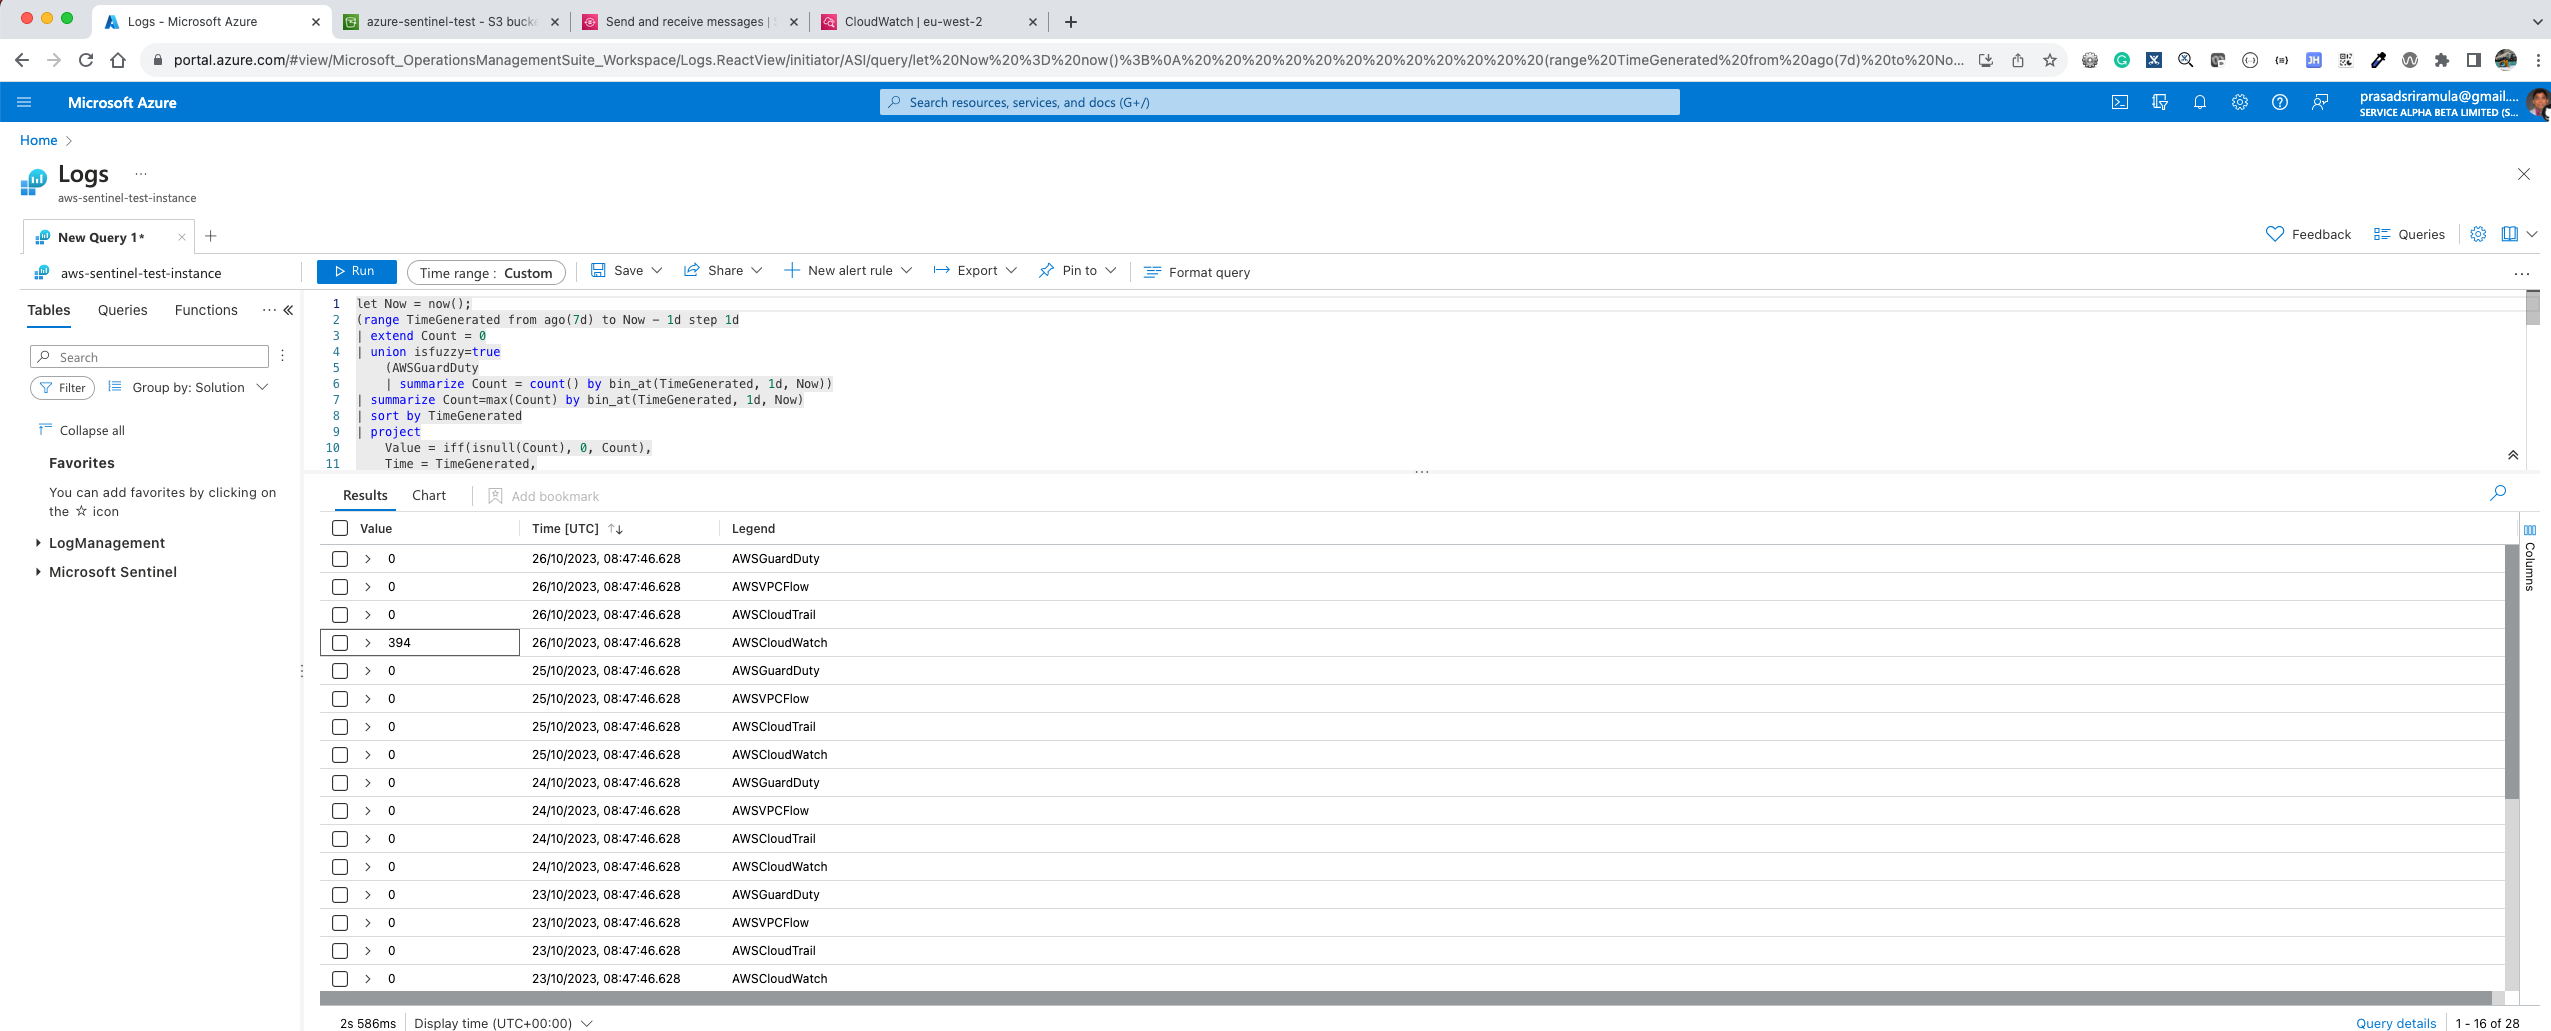 Logs - Microsoft Azure
azure-sentinel-test - S3 bucke
Send and receive messages |
CloudWatch | eu-west-2
portal.azure.com/#view/Microsoft_OperationsManagementSuite_Workspace/Logs.ReactView/initiator/ASI/query/let%20Now%20%3D%20now()%3B%0A%20%20%20%20%20%20%20%20%20%20%20%20(range%20TimeGenerated%20from%20ago(7d)%20to%20No...
Microsoft Azure
Search resources, services, and docs (G+/)
prasadsriramula@gmail....
SERVICE ALPHA BETA LIMITED (S...
Home
Logs ...
aws-sentinel-test-instance
New Query 1*
Feedback
Queries
aws-sentinel-test-instance
Run
Time range : Custom
Save
Share
New alert rule
Export
Pin to
Format query
Tables
Queries
Functions
Search
Filter
Group by: Solution
Collapse all
Favorites
You can add favorites by clicking on
the ☆ icon
LogManagement
Microsoft Sentinel
1 let Now = now();
2 (range TimeGenerated from ago(7d) to Now - 1d step 1d
3 | extend Count = 0
4 | union isfuzzy=true
5 (AWSGuardDuty
6 | summarize Count = count() by bin_at(TimeGenerated, 1d, Now))
7 | summarize Count=max(Count) by bin_at(TimeGenerated, 1d, Now)
8 | sort by TimeGenerated
9 | project
10 Value = iff(isnull(Count), 0, Count),
11 Time = TimeGenerated,
Results
Chart
Add bookmark
Value Time [UTC] Legend
0 26/10/2023, 08:47:46.628 AWSGuardDuty
0 26/10/2023, 08:47:46.628 AWSVPCFlow
0 26/10/2023, 08:47:46.628 AWSCloudTrail
394 26/10/2023, 08:47:46.628 AWSCloudWatch
0 25/10/2023, 08:47:46.628 AWSGuardDuty
0 25/10/2023, 08:47:46.628 AWSVPCFlow
0 25/10/2023, 08:47:46.628 AWSCloudTrail
0 25/10/2023, 08:47:46.628 AWSCloudWatch
0 24/10/2023, 08:47:46.628 AWSGuardDuty
0 24/10/2023, 08:47:46.628 AWSVPCFlow
0 24/10/2023, 08:47:46.628 AWSCloudTrail
0 24/10/2023, 08:47:46.628 AWSCloudWatch
0 23/10/2023, 08:47:46.628 AWSGuardDuty
0 23/10/2023, 08:47:46.628 AWSVPCFlow
0 23/10/2023, 08:47:46.628 AWSCloudTrail
0 23/10/2023, 08:47:46.628 AWSCloudWatch
Columns
2s 586ms
Display time (UTC+00:00)
Query details
1 - 16 of 28